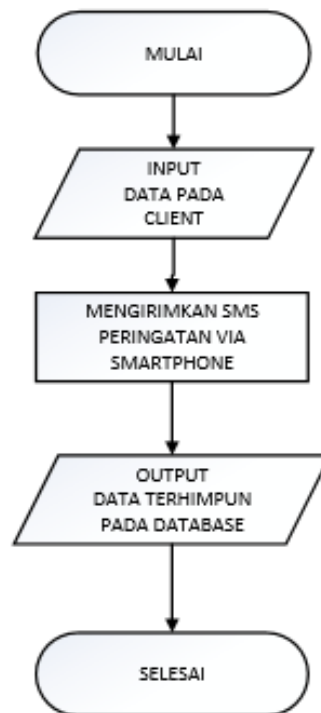 MULAI
INPUT
DATA PADA
CLIENT
MENGIRIMKAN SMS
PERINGATAN VIA
SMARTPHONE
OUTPUT
DATA TERHIMPUN
PADA DATABASE
SELESAI